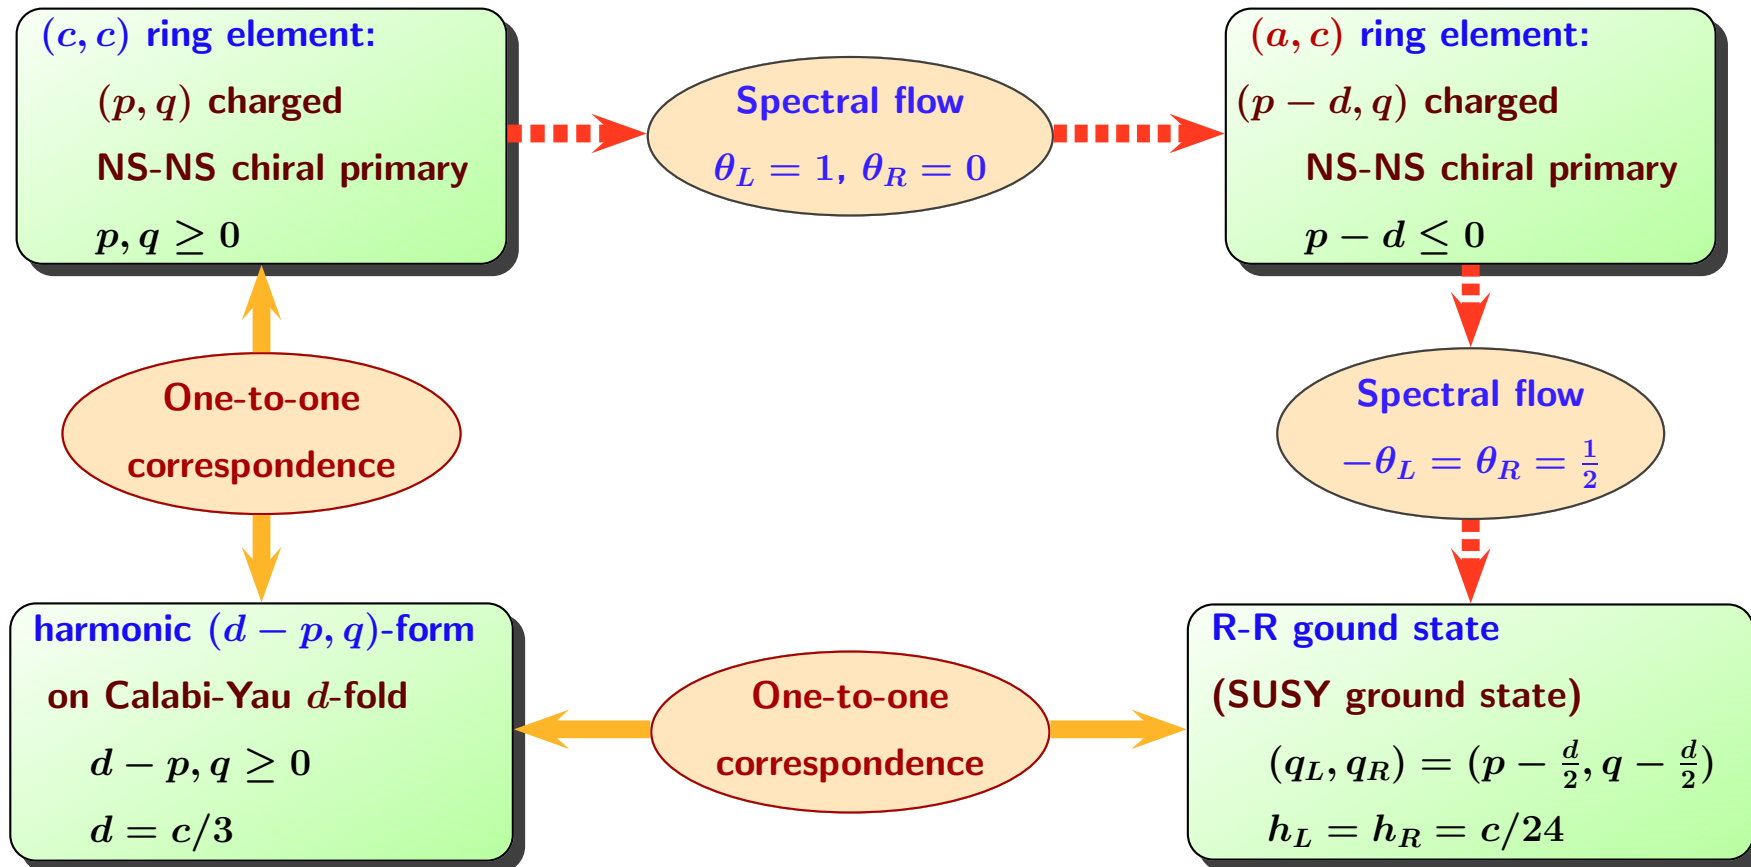 (c, c) ring element:
(p, q) charged
NS-NS chiral primary
p, q ≥ 0
Spectral flow
θ_L = 1, θ_R = 0
(a, c) ring element:
(p − d, q) charged
NS-NS chiral primary
p − d ≤ 0
One-to-one
correspondence
Spectral flow
−θ_L = θ_R = 1/2
harmonic (d − p, q)-form
on Calabi-Yau d-fold
d − p, q ≥ 0
d = c/3
One-to-one
correspondence
R-R gound state
(SUSY ground state)
(q_L, q_R) = (p − d/2, q − d/2)
h_L = h_R = c/24